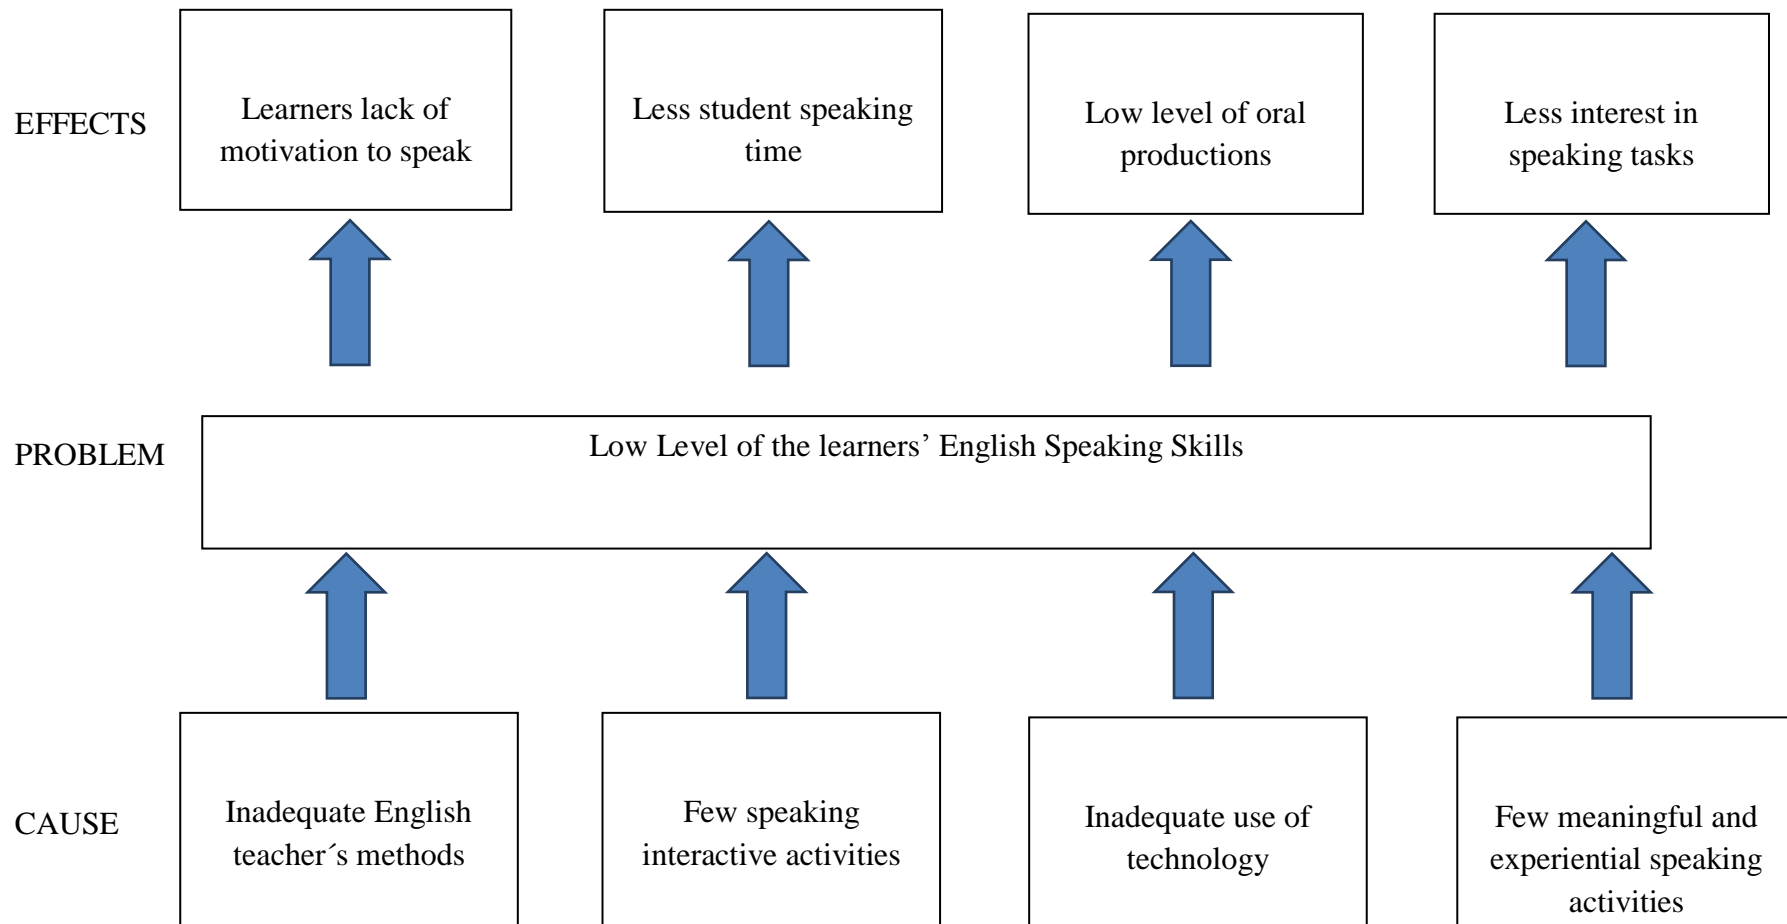 EFFECTS
Learners lack of
motivation to speak
Less student speaking
time
Low level of oral
productions
Less interest in
speaking tasks
PROBLEM
Low Level of the learners’ English Speaking Skills
CAUSE
Inadequate English
teacher´s methods
Few speaking
interactive activities
Inadequate use of
technology
Few meaningful and
experiential speaking
activities